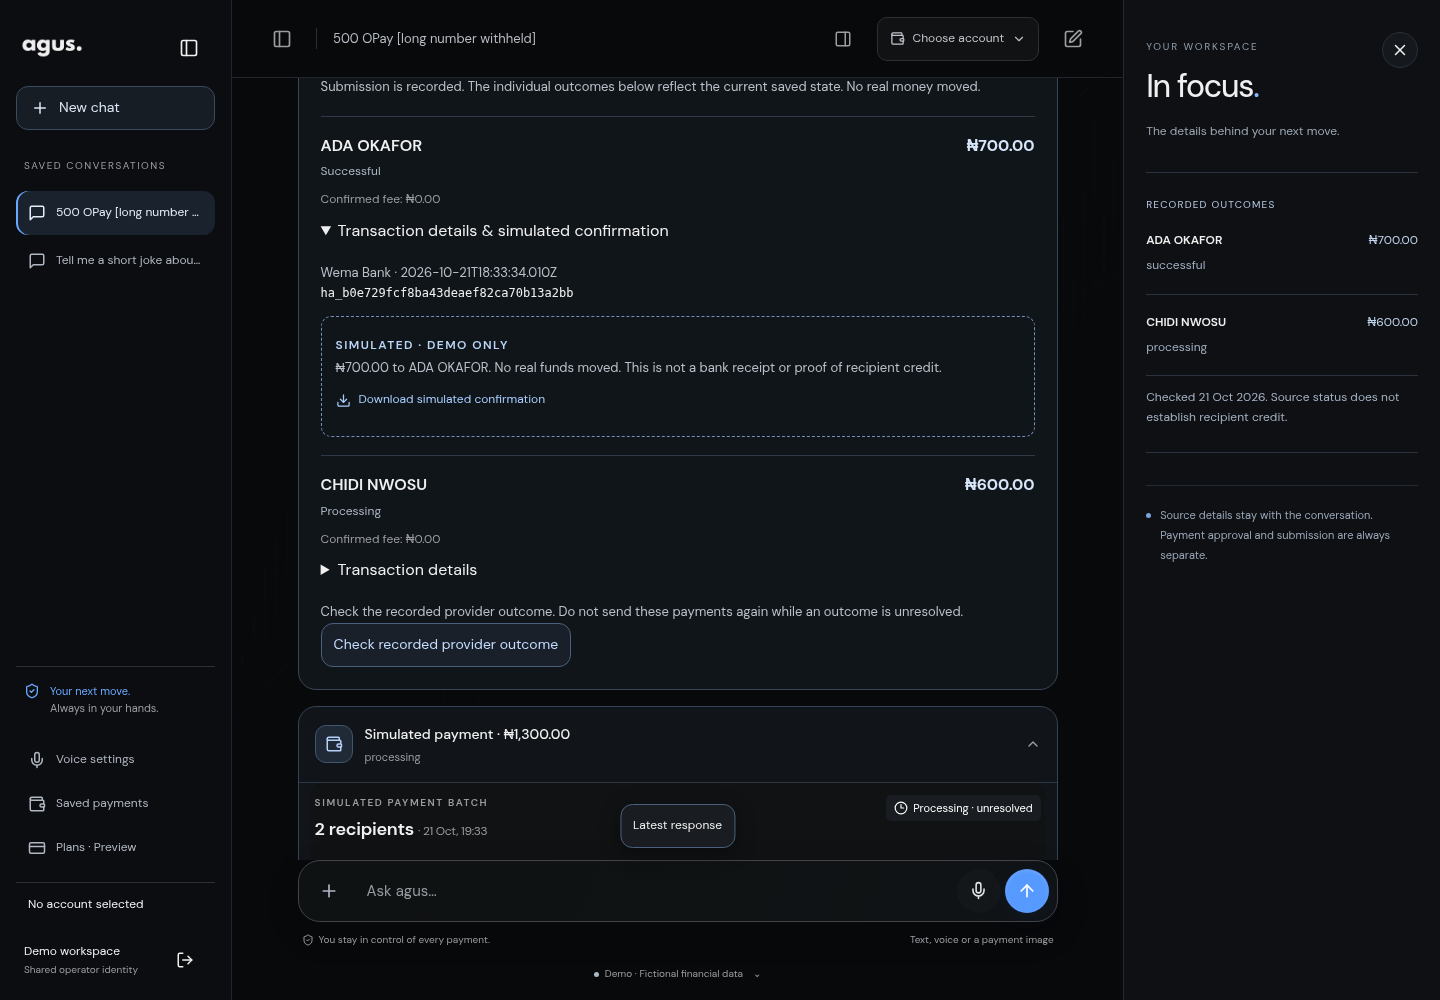 agus.
New chat
SAVED CONVERSATIONS
500 OPay [long number ...
Tell me a short joke abou...
Your next move.
Always in your hands.
Voice settings
Saved payments
Plans · Preview
No account selected
Demo workspace
Shared operator identity
500 OPay [long number withheld]
Choose account
Submission is recorded. The individual outcomes below reflect the current saved state. No real money moved.
ADA OKAFOR ₦700.00
Successful
Confirmed fee: ₦0.00
▼ Transaction details & simulated confirmation
Wema Bank · 2026-10-21T18:33:34.010Z
ha_b0e729fcf8ba43deaef82ca70b13a2bb
SIMULATED · DEMO ONLY
₦700.00 to ADA OKAFOR. No real funds moved. This is not a bank receipt or proof of recipient credit.
Download simulated confirmation
CHIDI NWOSU ₦600.00
Processing
Confirmed fee: ₦0.00
▶ Transaction details
Check the recorded provider outcome. Do not send these payments again while an outcome is unresolved.
Check recorded provider outcome
Simulated payment · ₦1,300.00
processing
SIMULATED PAYMENT BATCH
Processing · unresolved
2 recipients · 21 Oct, 19:33
Latest response
Ask agus...
You stay in control of every payment.
Text, voice or a payment image
Demo · Fictional financial data
YOUR WORKSPACE
In focus.
The details behind your next move.
RECORDED OUTCOMES
ADA OKAFOR ₦700.00
successful
CHIDI NWOSU ₦600.00
processing
Checked 21 Oct 2026. Source status does not
establish recipient credit.
Source details stay with the conversation.
Payment approval and submission are always
separate.